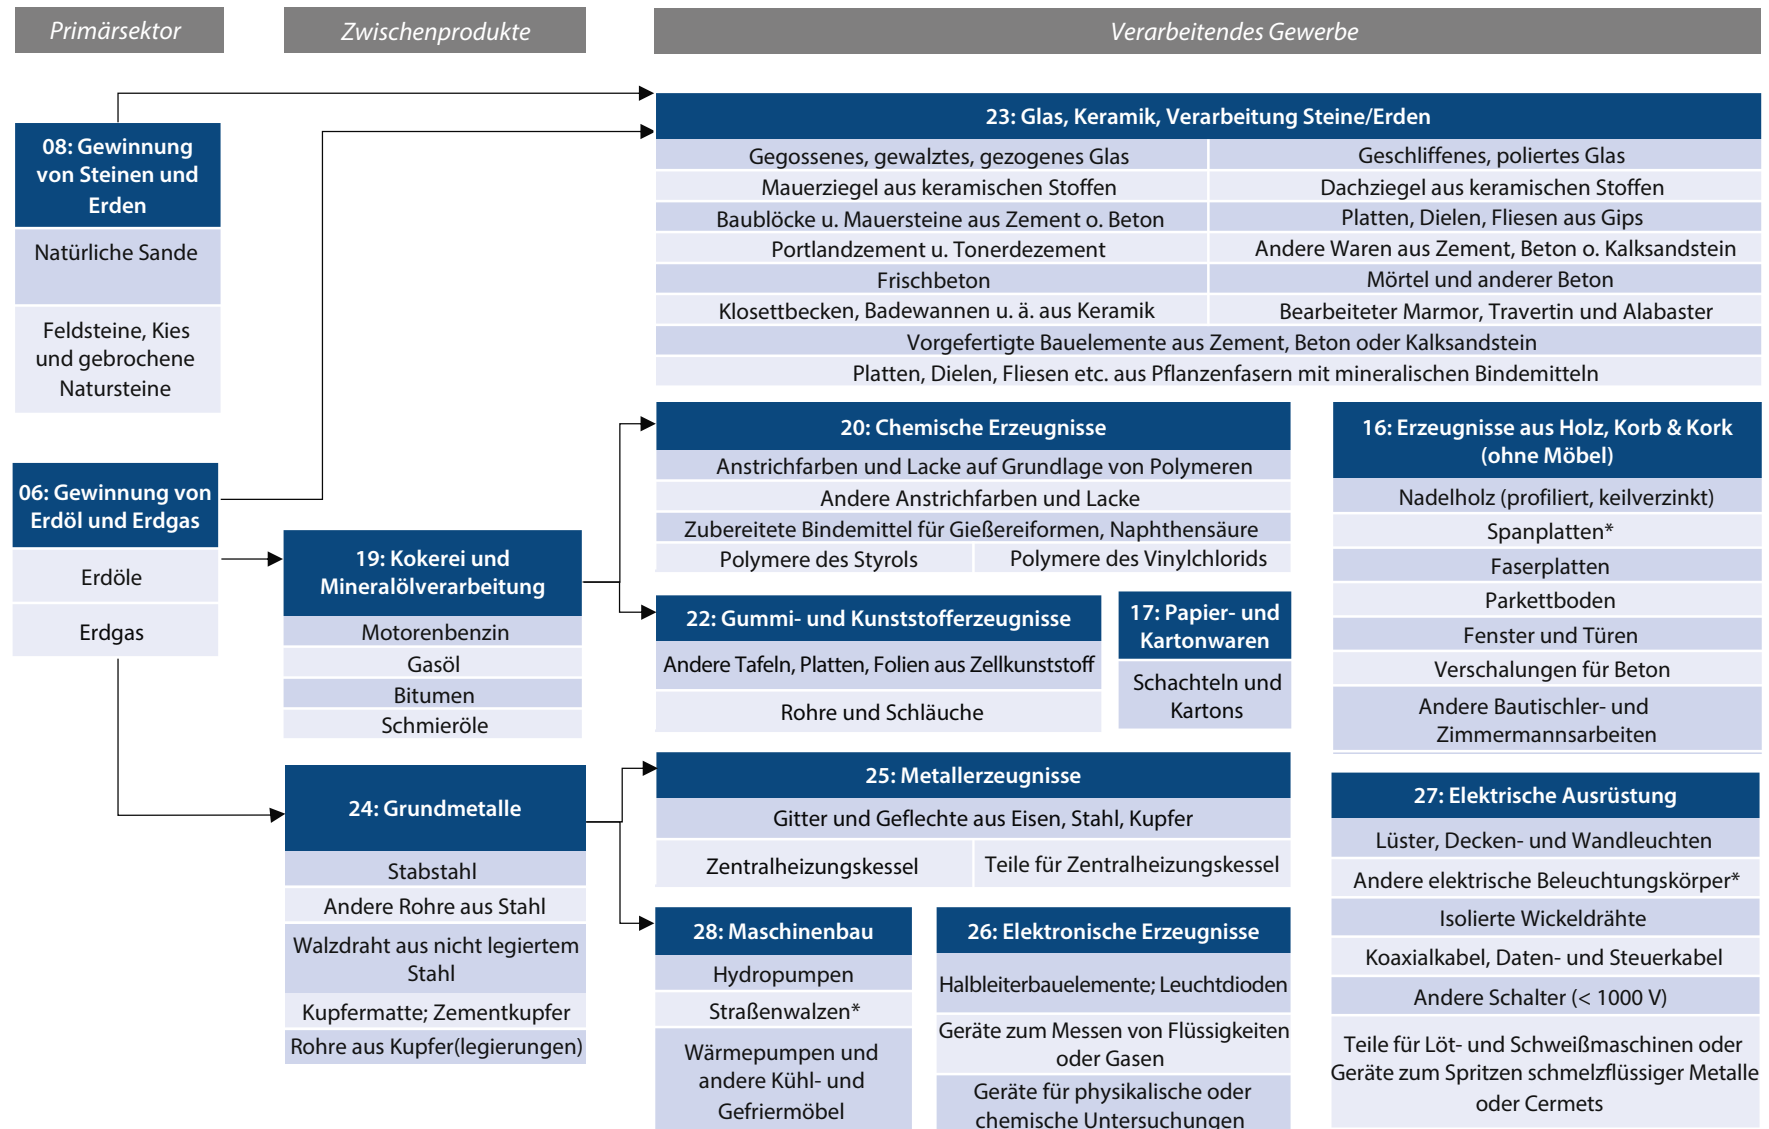 Primärsektor
Zwischenprodukte
Verarbeitendes Gewerbe
08: Gewinnung
von Steinen und
Erden
Natürliche Sande
Feldsteine, Kies
und gebrochene
Natursteine
06: Gewinnung von
Erdöl und Erdgas
Erdöle
Erdgas
19: Kokerei und
Mineralölverarbeitung
Motorenbenzin
Gasöl
Bitumen
Schmieröle
24: Grundmetalle
Stabstahl
Andere Rohre aus Stahl
Walzdraht aus nicht legiertem
Stahl
Kupfermatte; Zementkupfer
Rohre aus Kupfer(legierungen)
23: Glas, Keramik, Verarbeitung Steine/Erden
Gegossenes, gewalztes, gezogenes Glas
Geschliffenes, poliertes Glas
Mauerziegel aus keramischen Stoffen
Dachziegel aus keramischen Stoffen
Baublöcke u. Mauersteine aus Zement o. Beton
Platten, Dielen, Fliesen aus Gips
Portlandzement u. Tonerdezement
Andere Waren aus Zement, Beton o. Kalksandstein
Frischbeton
Mörtel und anderer Beton
Klosettbecken, Badewannen u. ä. aus Keramik
Bearbeiteter Marmor, Travertin und Alabaster
Vorgefertigte Bauelemente aus Zement, Beton oder Kalksandstein
Platten, Dielen, Fliesen etc. aus Pflanzenfasern mit mineralischen Bindemitteln
20: Chemische Erzeugnisse
Anstrichfarben und Lacke auf Grundlage von Polymeren
Andere Anstrichfarben und Lacke
Zubereitete Bindemittel für Gießereiformen, Naphthensäure
Polymere des Styrols
Polymere des Vinylchlorids
22: Gummi- und Kunststofferzeugnisse
Andere Tafeln, Platten, Folien aus Zellkunststoff
Rohre und Schläuche
17: Papier- und
Kartonwaren
Schachteln und
Kartons
16: Erzeugnisse aus Holz, Korb & Kork
(ohne Möbel)
Nadelholz (profiliert, keilverzinkt)
Spanplatten*
Faserplatten
Parkettboden
Fenster und Türen
Verschalungen für Beton
Andere Bautischler- und
Zimmermannsarbeiten
25: Metallerzeugnisse
Gitter und Geflechte aus Eisen, Stahl, Kupfer
Zentralheizungskessel
Teile für Zentralheizungskessel
28: Maschinenbau
Hydropumpen
Straßenwalzen*
Wärmepumpen und
andere Kühl- und
Gefriermöbel
26: Elektronische Erzeugnisse
Halbleiterbauelemente; Leuchtdioden
Geräte zum Messen von Flüssigkeiten
oder Gasen
Geräte für physikalische oder
chemische Untersuchungen
27: Elektrische Ausrüstung
Lüster, Decken- und Wandleuchten
Andere elektrische Beleuchtungskörper*
Isolierte Wickeldrähte
Koaxialkabel, Daten- und Steuerkabel
Andere Schalter (< 1000 V)
Teile für Löt- und Schweißmaschinen oder
Geräte zum Spritzen schmelzflüssiger Metalle
oder Cermets